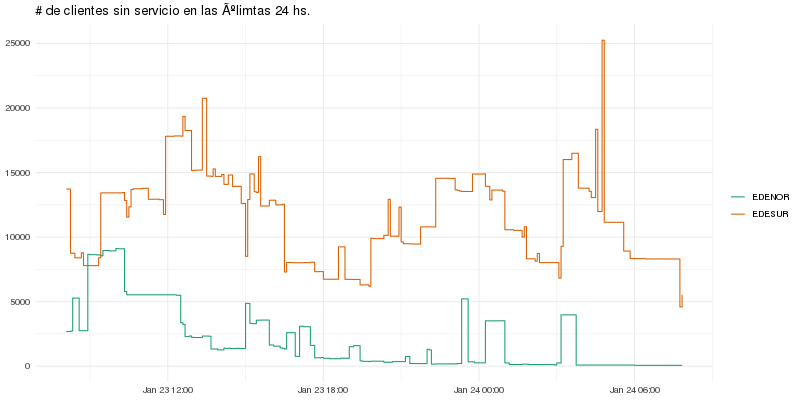 # de clientes sin servicio en las Ãºlimtas 24 hs.
25000
20000
15000
10000
5000
0
EDENOR
EDESUR
Jan 23 12:00
Jan 23 18:00
Jan 24 00:00
Jan 24 06:00